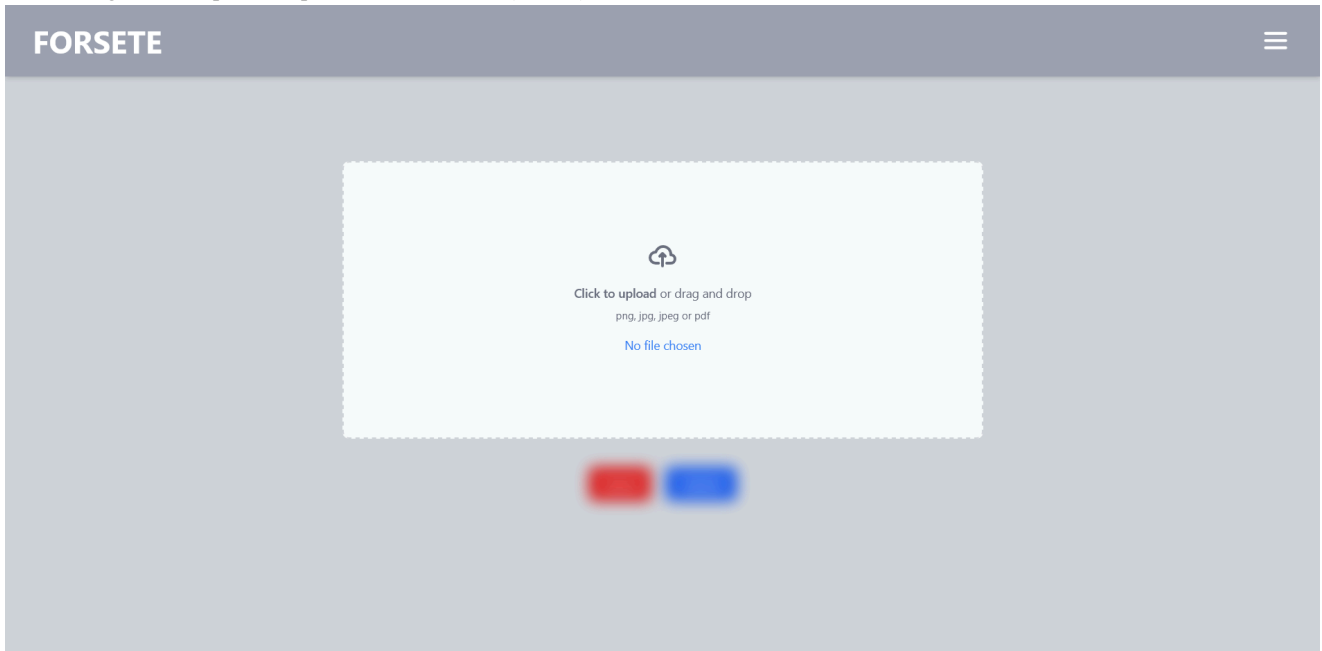 FORSETE
Click to upload or drag and drop
png, jpg, jpeg or pdf
No file chosen